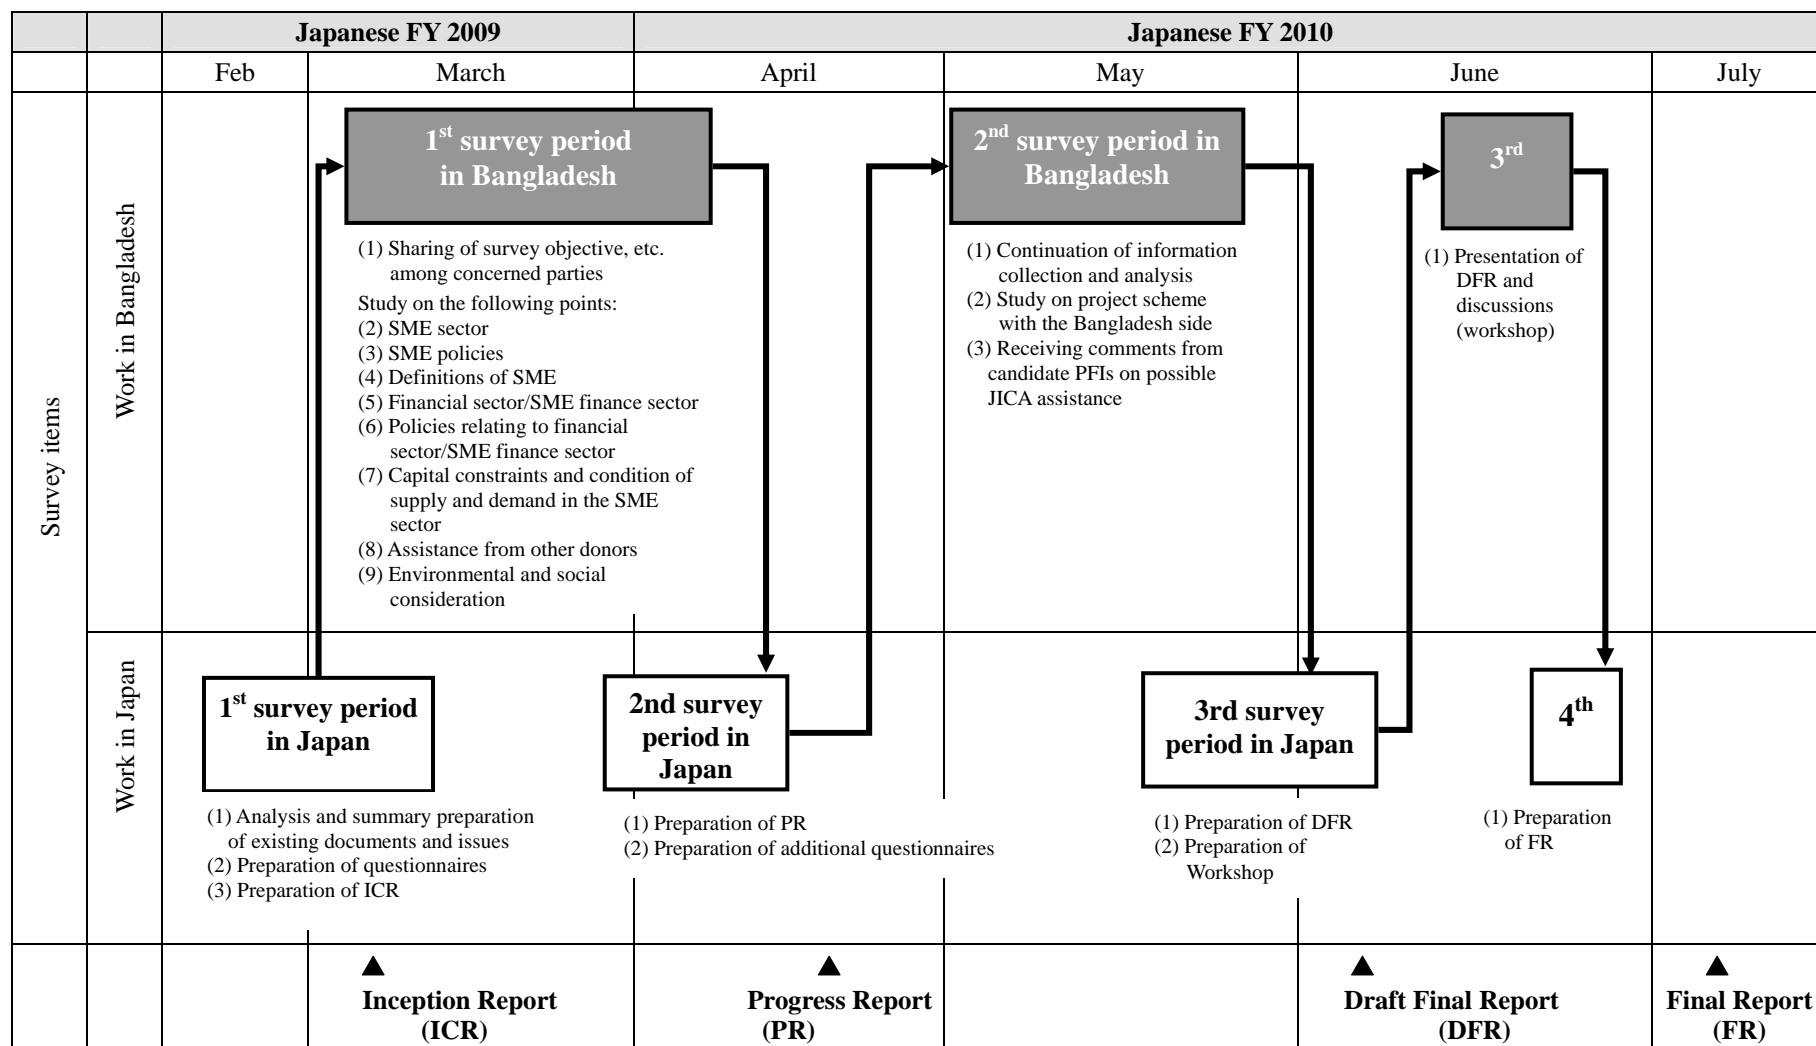 Japanese FY 2009
Japanese FY 2010
Feb
March
April
May
June
July
Survey items
Work in Bangladesh
1st survey period
in Bangladesh
(1) Sharing of survey objective, etc.
among concerned parties
Study on the following points:
(2) SME sector
(3) SME policies
(4) Definitions of SME
(5) Financial sector/SME finance sector
(6) Policies relating to financial
sector/SME finance sector
(7) Capital constraints and condition of
supply and demand in the SME
sector
(8) Assistance from other donors
(9) Environmental and social
consideration
2nd survey period in
Bangladesh
(1) Continuation of information
collection and analysis
(2) Study on project scheme
with the Bangladesh side
(3) Receiving comments from
candidate PFIs on possible
JICA assistance
3rd
(1) Presentation of
DFR and
discussions
(workshop)
Work in Japan
1st survey period
in Japan
(1) Analysis and summary preparation
of existing documents and issues
(2) Preparation of questionnaires
(3) Preparation of ICR
2nd survey
period in
Japan
(1) Preparation of PR
(2) Preparation of additional questionnaires
3rd survey
period in Japan
(1) Preparation of DFR
(2) Preparation of
Workshop
4th
(1) Preparation
of FR
▲
Inception Report
(ICR)
▲
Progress Report
(PR)
▲
Draft Final Report
(DFR)
▲
Final Report
(FR)